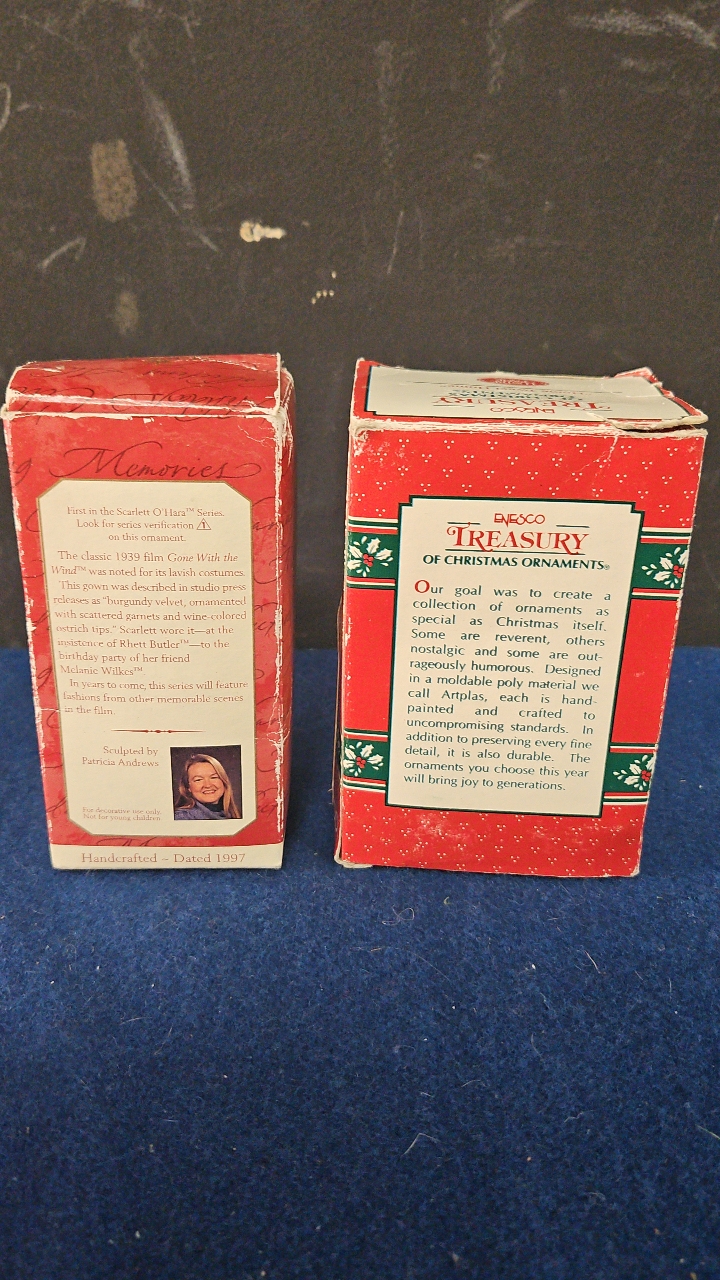 Memories
First in the Scarlett O'Hara™ Series.
Look for series verification ⚠
on this ornament.
The classic 1939 film Gone With the
Wind™ was noted for its lavish costumes.
This gown was described in studio press
releases as "burgundy velvet, ornamented
with scattered garnets and wine-colored
ostrich tips." Scarlett wore it—at the
insistence of Rhett Butler™—to the
birthday party of her friend
Melanie Wilkes™.
In years to come, this series will feature
fashions from other memorable scenes
in the film.
Sculpted by
Patricia Andrews
For decorative use only.
Not for young children
Handcrafted – Dated 1997
ENESCO
TREASURY
ENESCO
TREASURY
OF CHRISTMAS ORNAMENTS®
Our goal was to create a
collection of ornaments as
special as Christmas itself.
Some are reverent, others
nostalgic and some are out-
rageously humorous. Designed
in a moldable poly material we
call Artplas, each is hand-
painted and crafted to
uncompromising standards. In
addition to preserving every fine
detail, it is also durable. The
ornaments you choose this year
will bring joy to generations.